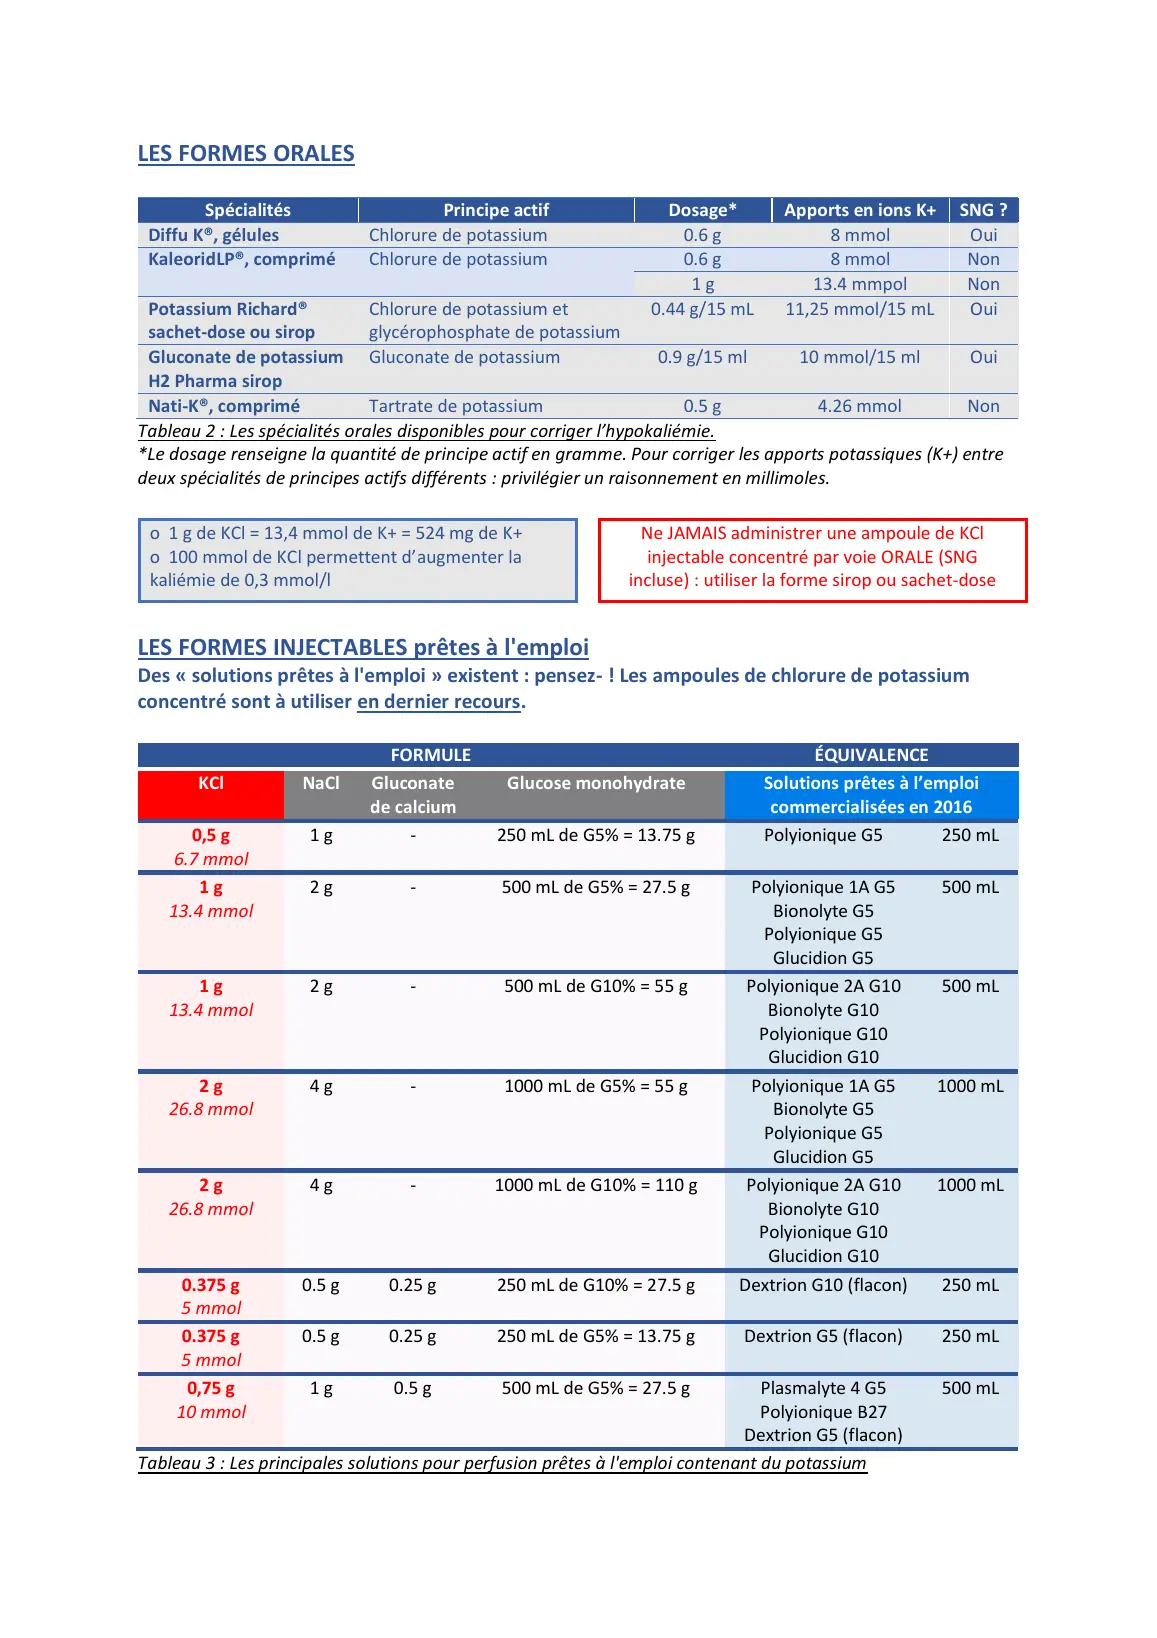 LES FORMES ORALES
Spécialités Principe actif Dosage* Apports en ions K+ SNG ?
Diffu K®, gélules Chlorure de potassium 0.6 g 8 mmol Oui
KaleoridLP®, comprimé Chlorure de potassium 0.6 g 8 mmol Non
1 g 13.4 mmpol Non
Potassium Richard® Chlorure de potassium et 0.44 g/15 mL 11,25 mmol/15 mL Oui
sachet-dose ou sirop glycérophosphate de potassium
Gluconate de potassium Gluconate de potassium 0.9 g/15 ml 10 mmol/15 ml Oui
H2 Pharma sirop
Nati-K®, comprimé Tartrate de potassium 0.5 g 4.26 mmol Non
Tableau 2 : Les spécialités orales disponibles pour corriger l’hypokaliémie.
*Le dosage renseigne la quantité de principe actif en gramme. Pour corriger les apports potassiques (K+) entre
deux spécialités de principes actifs différents : privilégier un raisonnement en millimoles.
o 1 g de KCl = 13,4 mmol de K+ = 524 mg de K+
o 100 mmol de KCl permettent d’augmenter la
kaliémie de 0,3 mmol/l
Ne JAMAIS administrer une ampoule de KCl
injectable concentré par voie ORALE (SNG
incluse) : utiliser la forme sirop ou sachet-dose
LES FORMES INJECTABLES prêtes à l'emploi
Des « solutions prêtes à l'emploi » existent : pensez- ! Les ampoules de chlorure de potassium
concentré sont à utiliser en dernier recours.
FORMULE ÉQUIVALENCE
KCl NaCl Gluconate Glucose monohydrate Solutions prêtes à l’emploi
de calcium commercialisées en 2016
0,5 g 1 g - 250 mL de G5% = 13.75 g Polyionique G5 250 mL
6.7 mmol
1 g 2 g - 500 mL de G5% = 27.5 g Polyionique 1A G5 500 mL
13.4 mmol Bionolyte G5
Polyionique G5
Glucidion G5
1 g 2 g - 500 mL de G10% = 55 g Polyionique 2A G10 500 mL
13.4 mmol Bionolyte G10
Polyionique G10
Glucidion G10
2 g 4 g - 1000 mL de G5% = 55 g Polyionique 1A G5 1000 mL
26.8 mmol Bionolyte G5
Polyionique G5
Glucidion G5
2 g 4 g - 1000 mL de G10% = 110 g Polyionique 2A G10 1000 mL
26.8 mmol Bionolyte G10
Polyionique G10
Glucidion G10
0.375 g 0.5 g 0.25 g 250 mL de G10% = 27.5 g Dextrion G10 (flacon) 250 mL
5 mmol
0.375 g 0.5 g 0.25 g 250 mL de G5% = 13.75 g Dextrion G5 (flacon) 250 mL
5 mmol
0,75 g 1 g 0.5 g 500 mL de G5% = 27.5 g Plasmalyte 4 G5 500 mL
10 mmol Polyionique B27
Dextrion G5 (flacon)
Tableau 3 : Les principales solutions pour perfusion prêtes à l'emploi contenant du potassium